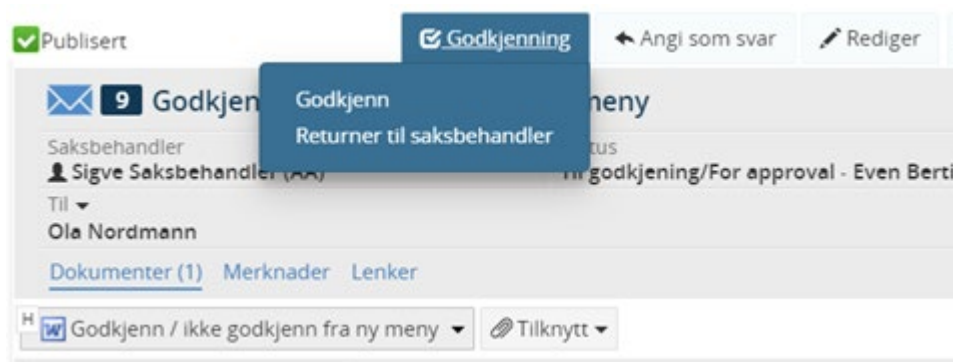 Publisert
Godkjenning
Angi som svar
Rediger
9 Godkjen
meny
Godkjenn
Returner til saksbehandler
Saksbehandler
Sigve Saksbehandler (AA)
Til godkjening/For approval - Even Berti
Til
Ola Nordmann
Dokumenter (1) Merknader Lenker
H
Godkjenn / ikke godkjenn fra ny meny
Tilknytt